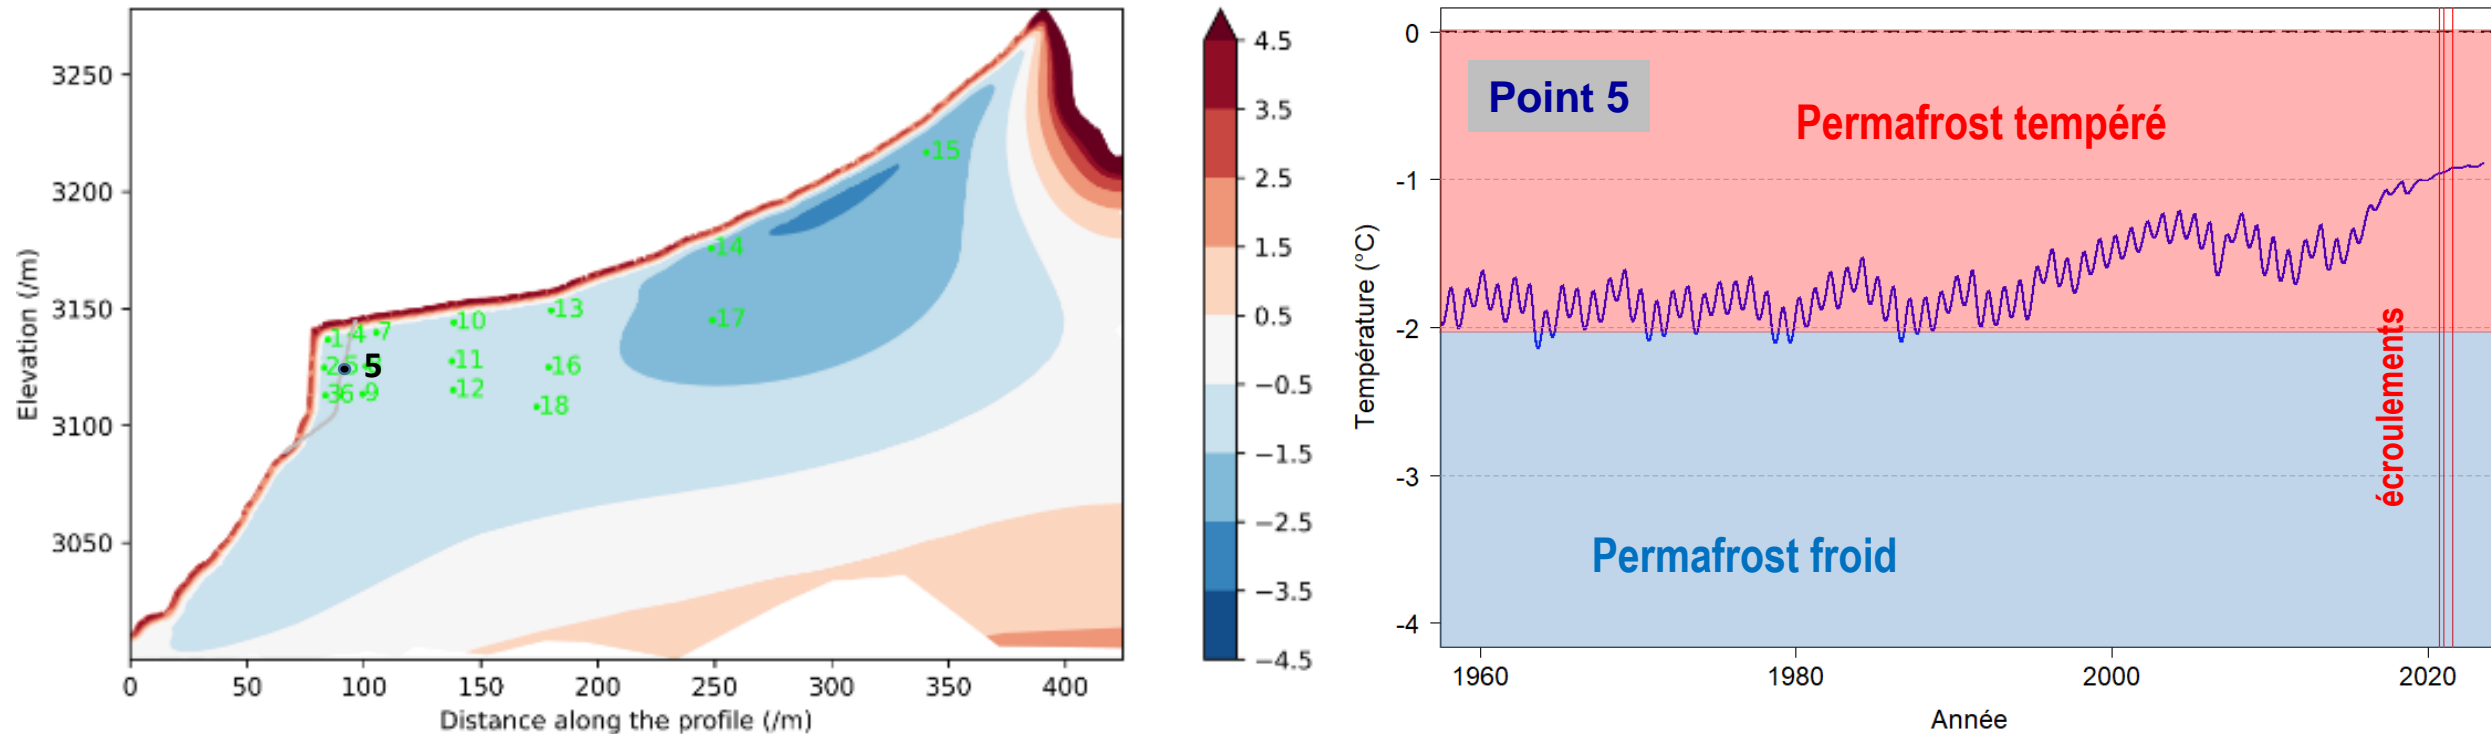 3250
3200
3150
3100
3050
Elevation (/m)
0 50 100 150 200 250 300 350 400
Distance along the profile (/m)
15
14
17
13
10
1 4 7
11
16
5
12
36 9
18
4.5
3.5
2.5
1.5
0.5
−0.5
−1.5
−2.5
−3.5
−4.5
0
-1
-2
-3
-4
Température (°C)
Point 5
Permafrost tempéré
écroulements
Permafrost froid
1960 1980 2000 2020
Année